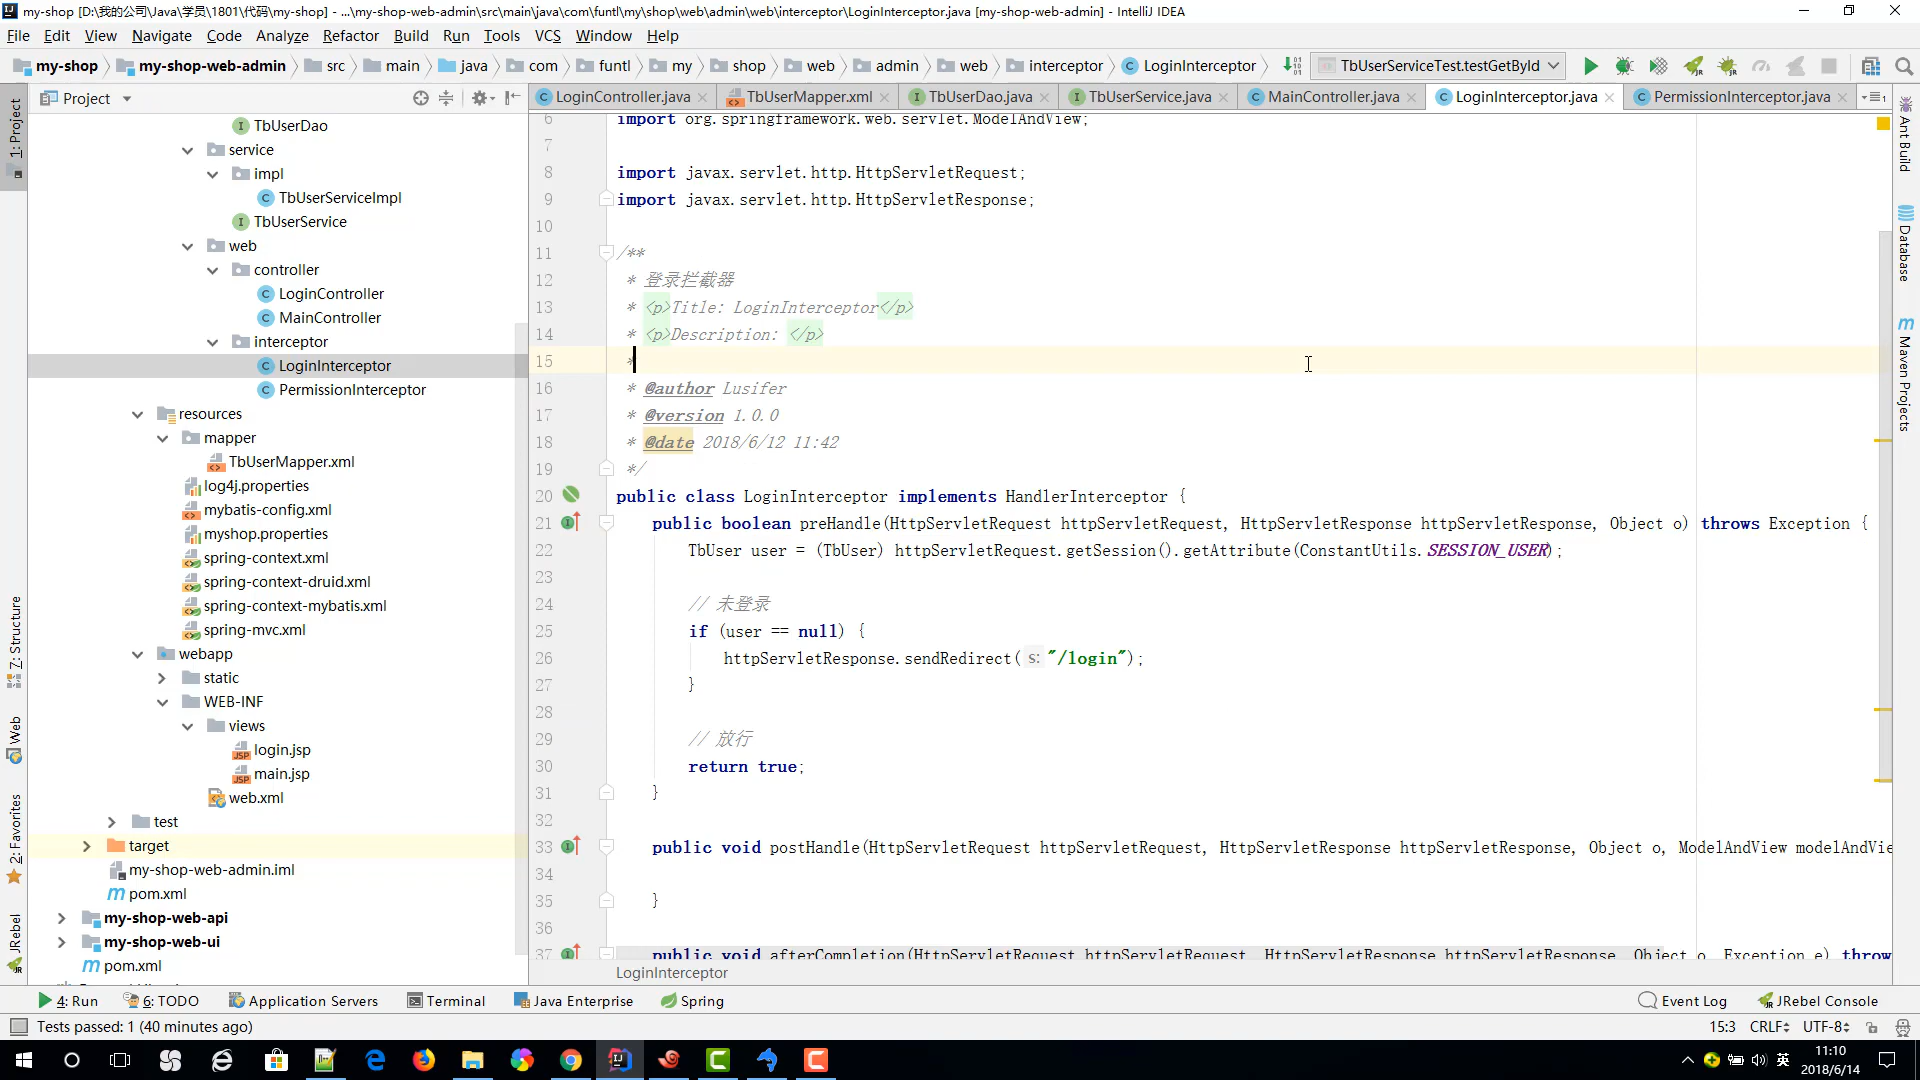 my-shop [D:\我的公司\Java\学员\1801\代码\my-shop] - ...\my-shop-web-admin\src\main\java\com\funtl\my\shop\web\admin\web\interceptor\LoginInterceptor.java [my-shop-web-admin] - IntelliJ IDEA
File Edit View Navigate Code Analyze Refactor Build Run Tools VCS Window Help
my-shop my-shop-web-admin src main java com funtl my shop web admin web interceptor LoginInterceptor TbUserServiceTest.testGetById
Project
LoginController.java TbUserMapper.xml TbUserDao.java TbUserService.java MainController.java LoginInterceptor.java PermissionInterceptor.java
1: Project
7: Structure
Web
2: Favorites
JRebel
TbUserDao
service
impl
TbUserServiceImpl
TbUserService
web
controller
LoginController
MainController
interceptor
LoginInterceptor
PermissionInterceptor
resources
mapper
TbUserMapper.xml
log4j.properties
mybatis-config.xml
myshop.properties
spring-context.xml
spring-context-druid.xml
spring-context-mybatis.xml
spring-mvc.xml
webapp
static
WEB-INF
views
login.jsp
main.jsp
web.xml
test
target
my-shop-web-admin.iml
pom.xml
my-shop-web-api
my-shop-web-ui
pom.xml
6 import org.springframework.web.servlet.ModelAndView;
7
8 import javax.servlet.http.HttpServletRequest;
9 import javax.servlet.http.HttpServletResponse;
10
11 /**
12 * 登录拦截器
13 * <p>Title: LoginInterceptor</p>
14 * <p>Description: </p>
15 *
16 * @author Lusifer
17 * @version 1.0.0
18 * @date 2018/6/12 11:42
19 */
20 public class LoginInterceptor implements HandlerInterceptor {
21 public boolean preHandle(HttpServletRequest httpServletRequest, HttpServletResponse httpServletResponse, Object o) throws Exception {
22 TbUser user = (TbUser) httpServletRequest.getSession().getAttribute(ConstantUtils.SESSION_USER);
23
24 // 未登录
25 if (user == null) {
26 httpServletResponse.sendRedirect( s: "/login");
27 }
28
29 // 放行
30 return true;
31 }
32
33 public void postHandle(HttpServletRequest httpServletRequest, HttpServletResponse httpServletResponse, Object o, ModelAndView modelAndVie
34
35 }
36
37 public void afterCompletion(HttpServletRequest httpServletRequest, HttpServletResponse httpServletResponse, Object o, Exception e) throws
LoginInterceptor
Ant Build
Database
Maven Projects
4: Run 6: TODO Application Servers Terminal Java Enterprise Spring Event Log JRebel Console
Tests passed: 1 (40 minutes ago) 15:3 CRLF UTF-8
英 11:10
2018/6/14